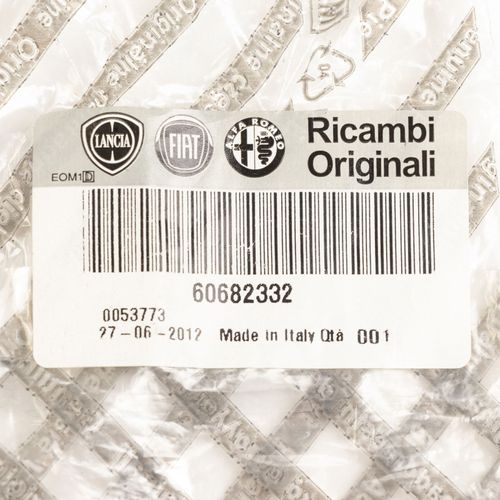 LANCIA FIAT ALFA ROMEO Ricambi
Originali
EOM1D
60682332
0053773
27-06-2012 Made in Italy Qtà 001